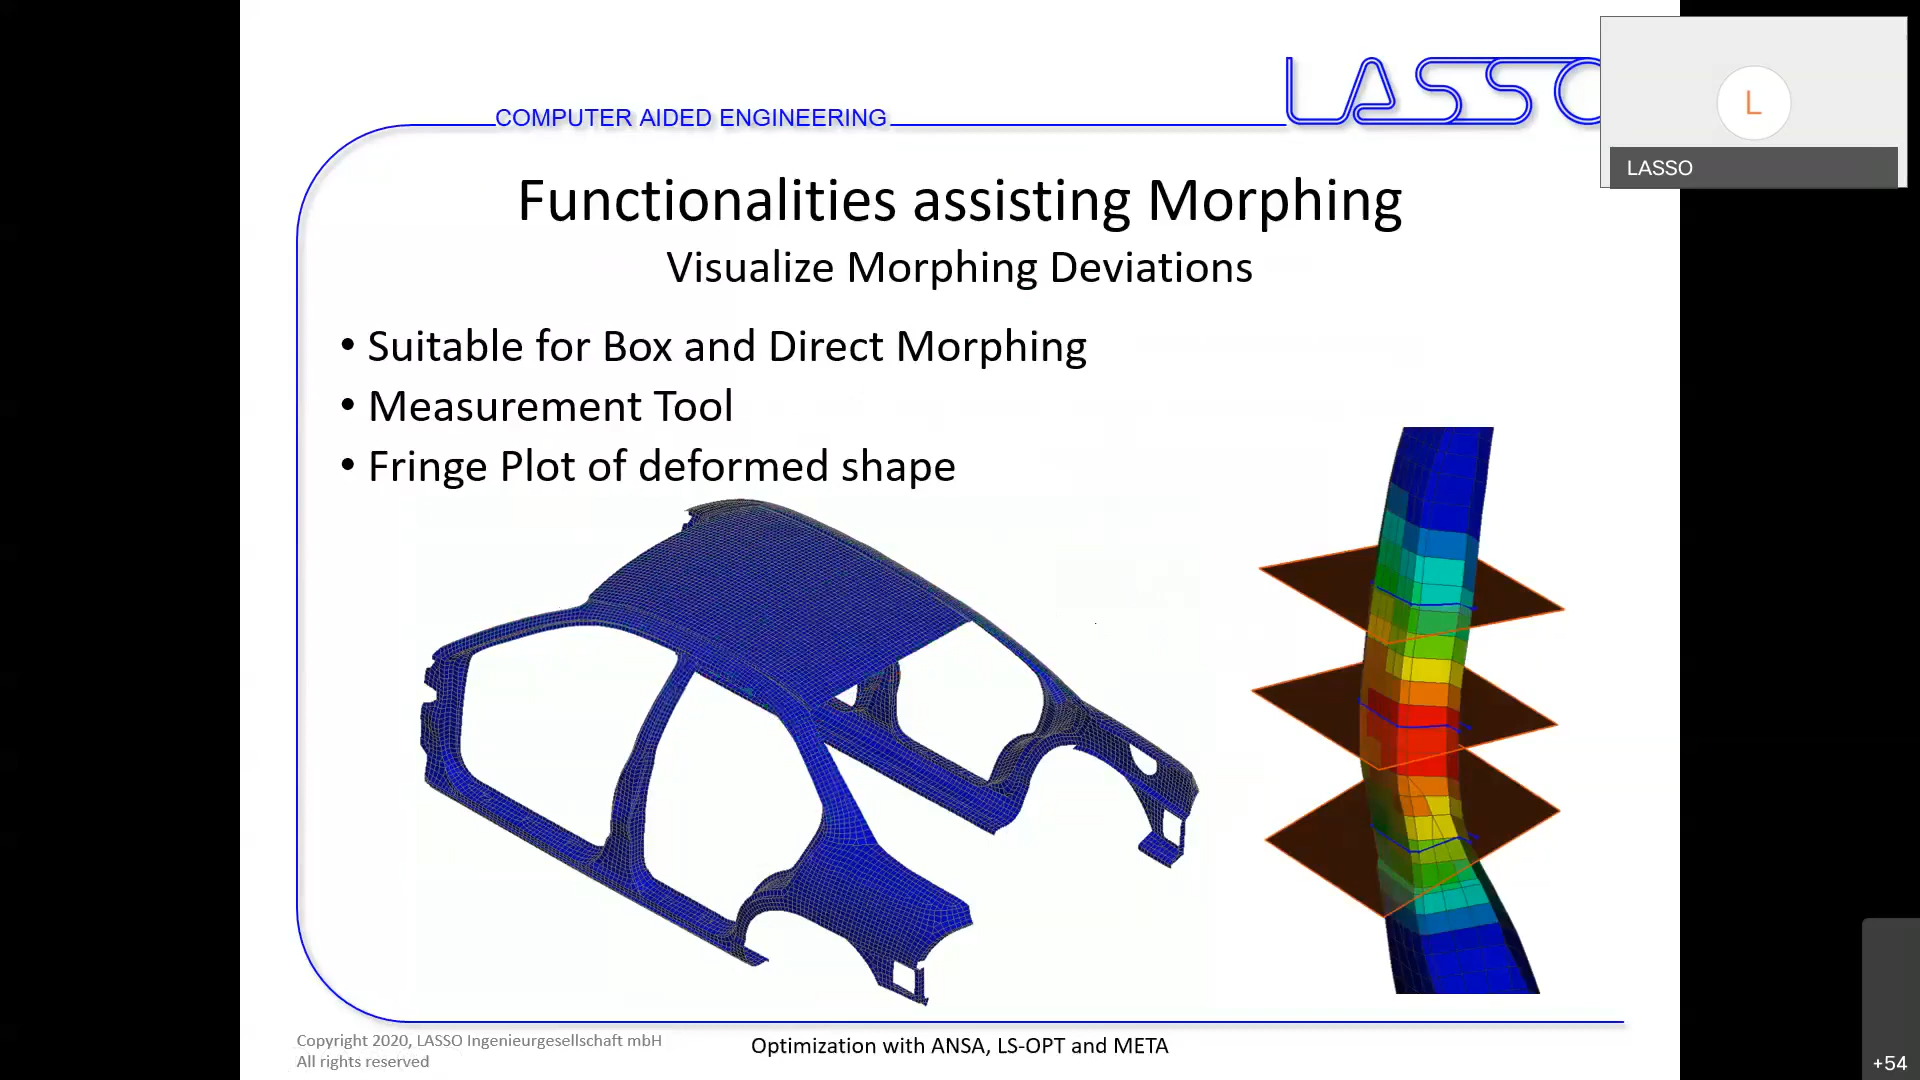 LASSO
COMPUTER AIDED ENGINEERING
L
LASSO
Functionalities assisting Morphing
Visualize Morphing Deviations
• Suitable for Box and Direct Morphing
• Measurement Tool
• Fringe Plot of deformed shape
Copyright 2020, LASSO Ingenieurgesellschaft mbH
All rights reserved
Optimization with ANSA, LS-OPT and META
+54